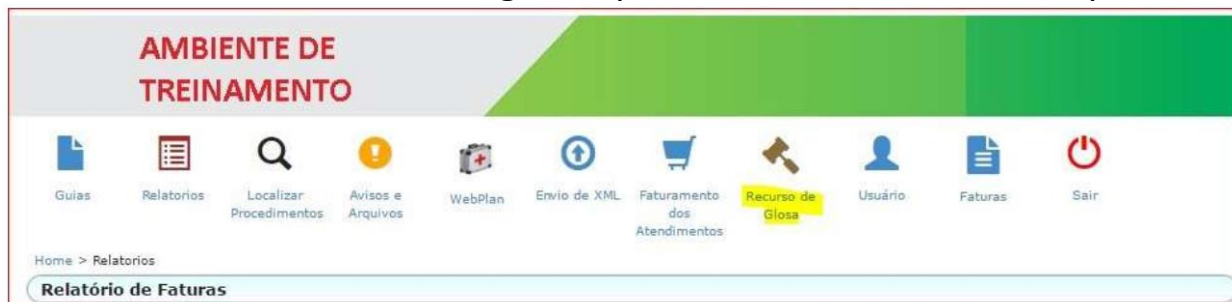 AMBIENTE DE
TREINAMENTO
Guias
Relatorios
Localizar
Procedimentos
Avisos e
Arquivos
WebPlan
Envio de XML
Faturamento
dos
Atendimentos
Recurso de
Glosa
Usuário
Faturas
Sair
Home > Relatorios
Relatório de Faturas